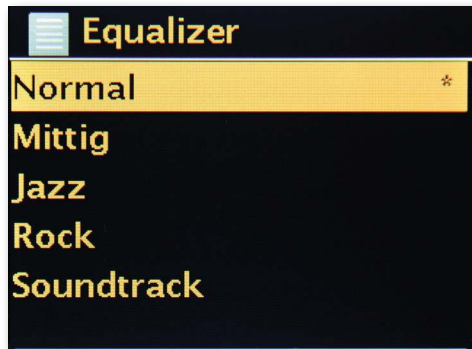 Equalizer
Normal *
Mittig
Jazz
Rock
Soundtrack